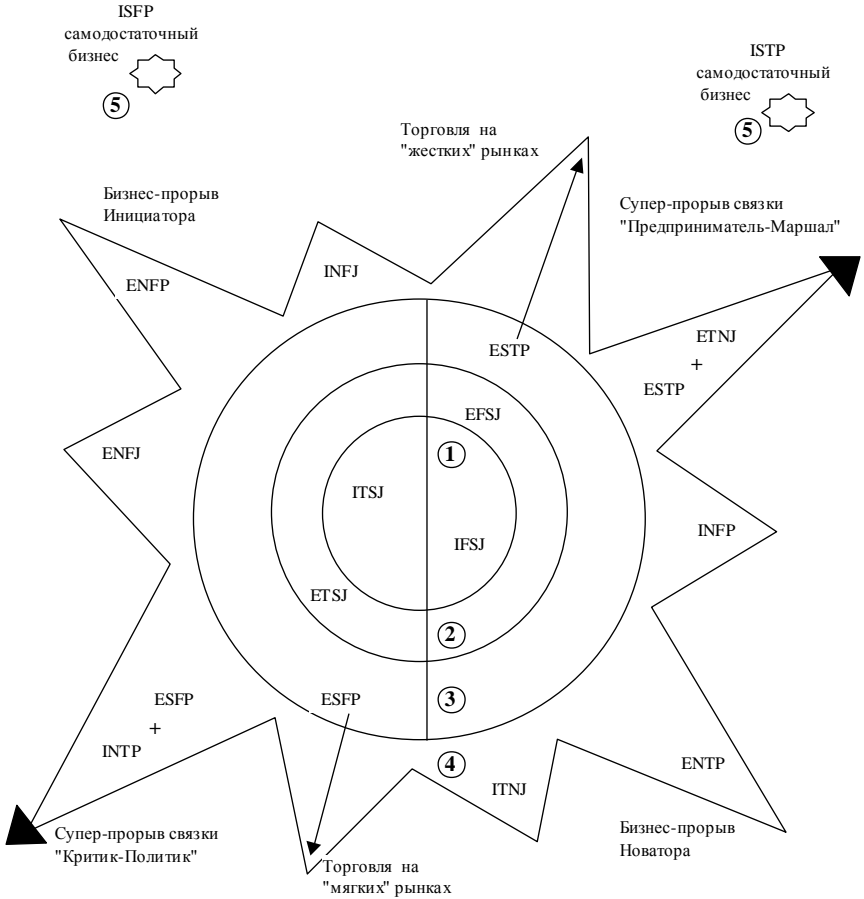 ISFP
самодостаточный
бизнес
5
ISTP
самодостаточный
бизнес
5
Торговля на
"жестких" рынках
Бизнес-прорыв
Инициатора
Супер-прорыв связки
"Предприниматель-Маршал"
ENFP
INFJ
ESTP
ETNJ
+
ESTP
EFSJ
ENFJ
1
ITSJ
IFSJ
INFP
ETSJ
2
ESFP
+
INTP
ESFP
3
4
ITNJ
ENTP
Супер-прорыв связки
"Критик-Политик"
Торговля на
"мягких" рынках
Бизнес-прорыв
Новатора